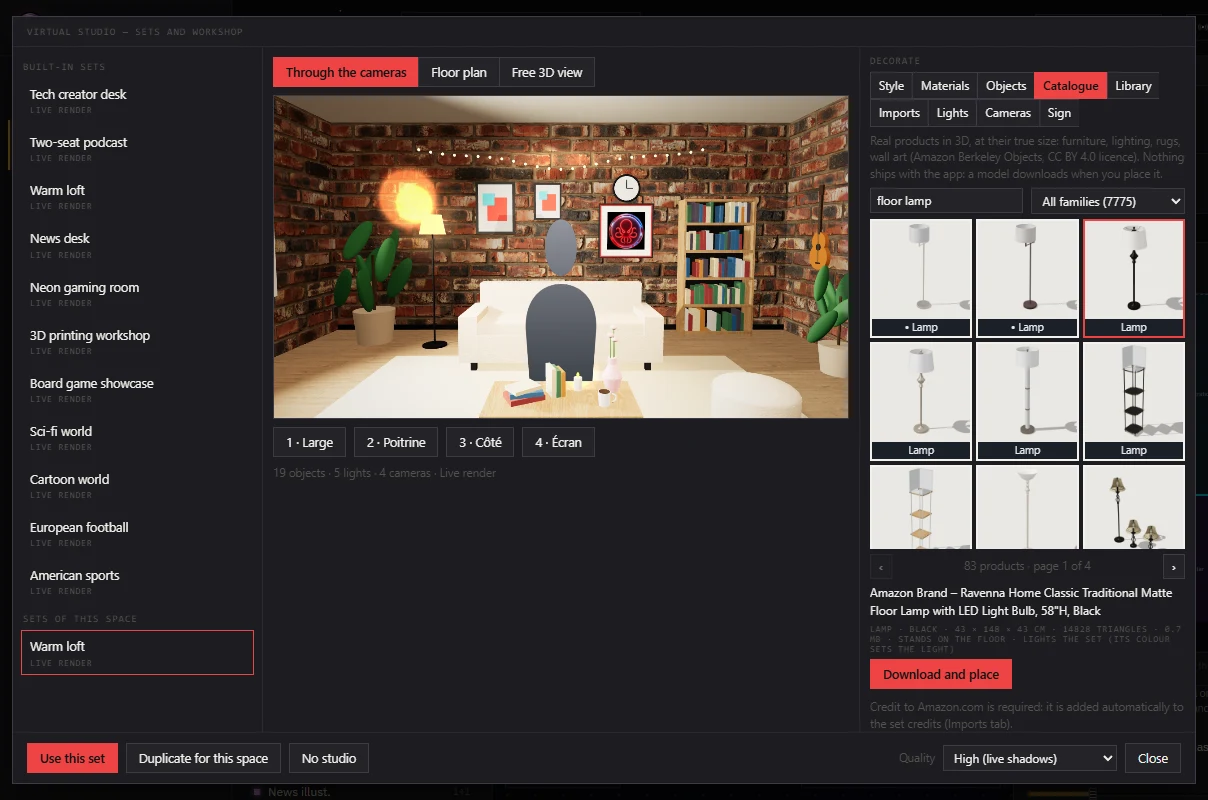 VIRTUAL STUDIO — SETS AND WORKSHOP
BUILT-IN SETS
Tech creator desk
LIVE RENDER
Two-seat podcast
LIVE RENDER
Warm loft
LIVE RENDER
News desk
LIVE RENDER
Neon gaming room
LIVE RENDER
3D printing workshop
LIVE RENDER
Board game showcase
LIVE RENDER
Sci-fi world
LIVE RENDER
Cartoon world
LIVE RENDER
European football
LIVE RENDER
American sports
LIVE RENDER
SETS OF THIS SPACE
Warm loft
LIVE RENDER
Through the cameras
Floor plan
Free 3D view
1 · Large
2 · Poitrine
3 · Côté
4 · Écran
19 objects · 5 lights · 4 cameras · Live render
DECORATE
Style
Materials
Objects
Catalogue
Library
Imports
Lights
Cameras
Sign
Real products in 3D, at their true size: furniture, lighting, rugs,
wall art (Amazon Berkeley Objects, CC BY 4.0 licence). Nothing
ships with the app: a model downloads when you place it.
floor lamp
All families (7775)
• Lamp
• Lamp
Lamp
Lamp
Lamp
Lamp
‹
83 products · page 1 of 4
›
Amazon Brand – Ravenna Home Classic Traditional Matte
Floor Lamp with LED Light Bulb, 58"H, Black
LAMP · BLACK · 43 × 148 × 43 CM · 14828 TRIANGLES · 0.7
MB · STANDS ON THE FLOOR · LIGHTS THE SET (ITS COLOUR
SETS THE LIGHT)
Download and place
Credit to Amazon.com is required: it is added automatically to
the set credits (Imports tab).
Use this set
Duplicate for this space
No studio
Quality
High (live shadows)
Close
News illust.